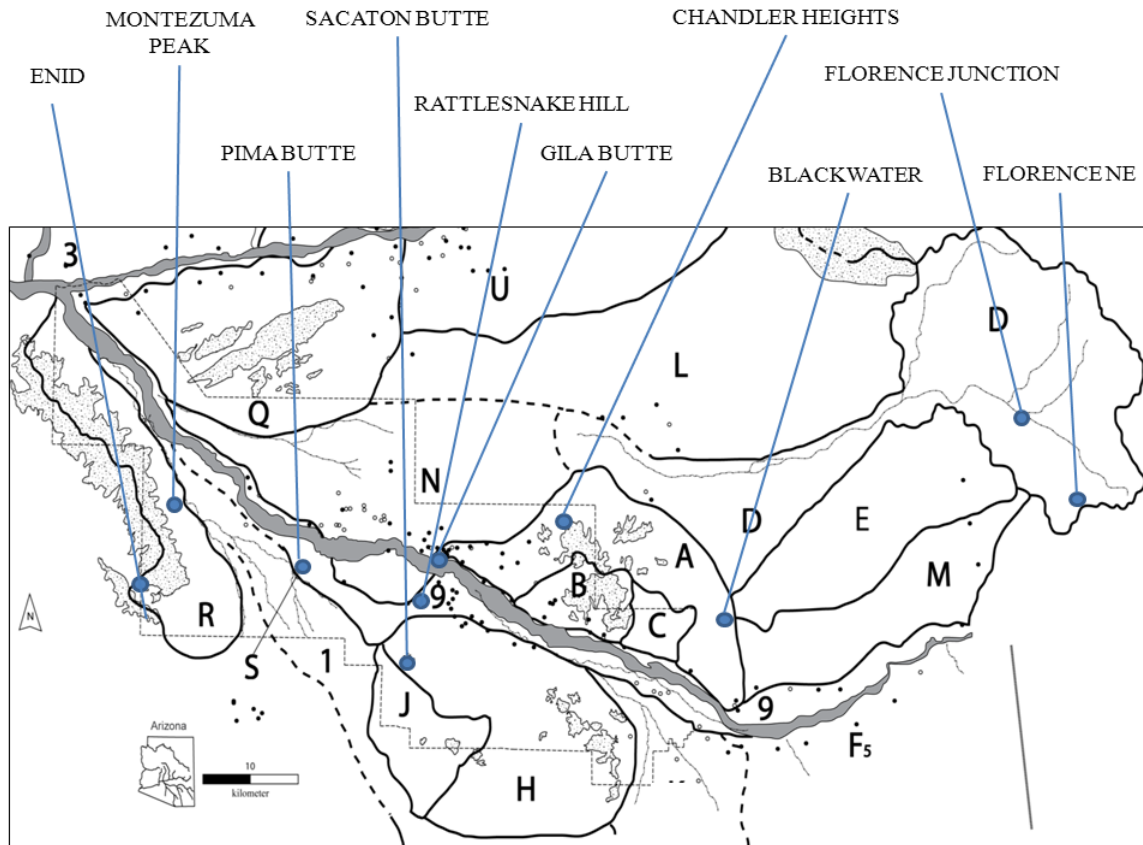 MONTEZUMA
PEAK
SACATON BUTTE
CHANDLER HEIGHTS
ENID
FLORENCE JUNCTION
RATTLESNAKE HILL
PIMA BUTTE
GILA BUTTE
BLACKWATER
FLORENCE NE
3
U
D
L
Q
N
D
E
A
M
B
9
R
C
S
1
J
9
F5
H
N
Arizona
10
kilometer